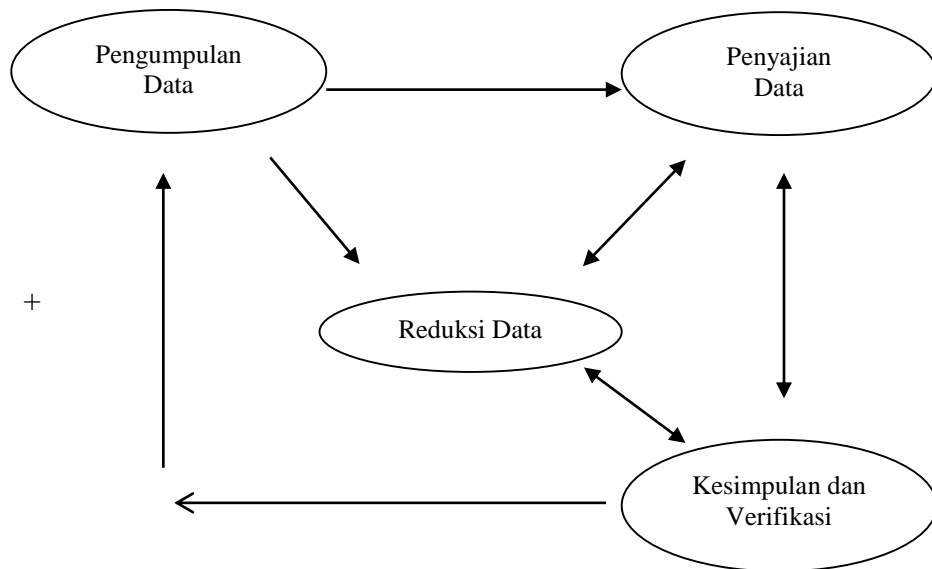 Pengumpulan
Data
Penyajian
Data
+
Reduksi Data
Kesimpulan dan
Verifikasi